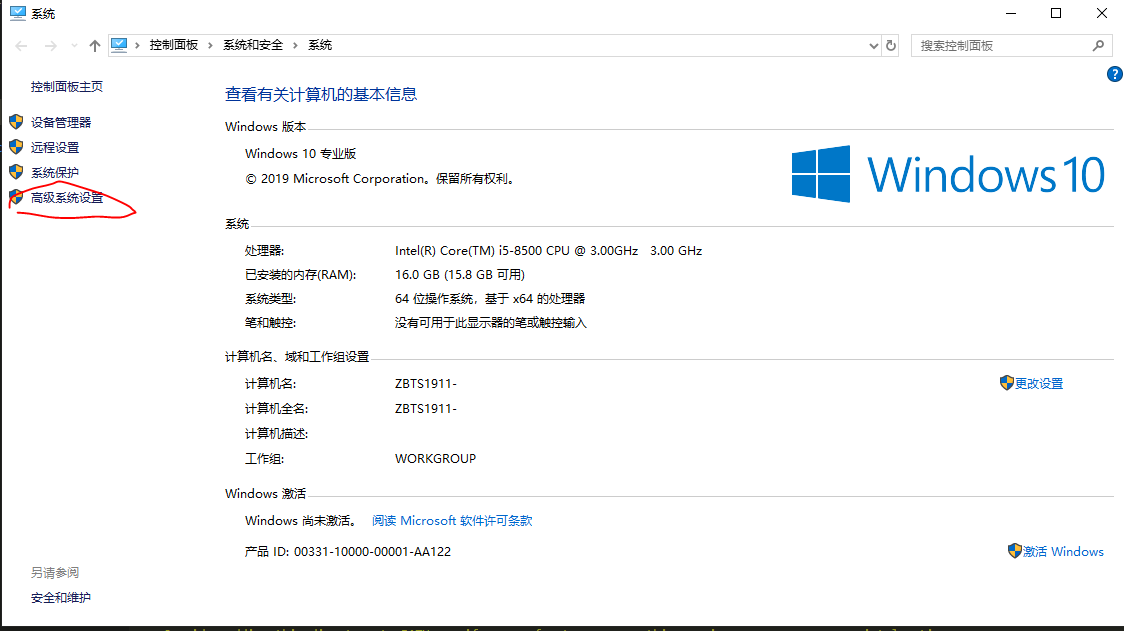 系统
控制面板 › 系统和安全 › 系统
搜索控制面板
?
控制面板主页
设备管理器
远程设置
系统保护
高级系统设置
查看有关计算机的基本信息
Windows 版本
Windows 10 专业版
© 2019 Microsoft Corporation。保留所有权利。
Windows 10
系统
处理器: Intel(R) Core(TM) i5-8500 CPU @ 3.00GHz 3.00 GHz
已安装的内存(RAM): 16.0 GB (15.8 GB 可用)
系统类型: 64 位操作系统，基于 x64 的处理器
笔和触控: 没有可用于此显示器的笔或触控输入
计算机名、域和工作组设置
计算机名: ZBTS1911-
更改设置
计算机全名: ZBTS1911-
计算机描述:
工作组: WORKGROUP
Windows 激活
Windows 尚未激活。 阅读 Microsoft 软件许可条款
产品 ID: 00331-10000-00001-AA122
激活 Windows
另请参阅
安全和维护